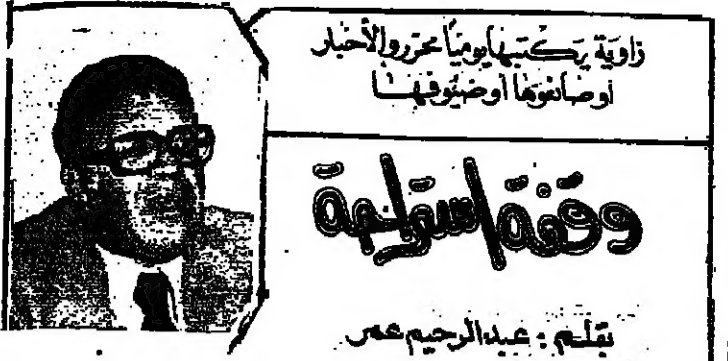 زاوية يكتبها يوميا محررو الأخبار
أو صانعوها أو ضيوفها
وقفة استراحة
بقلم : عبدالرحيم عمر